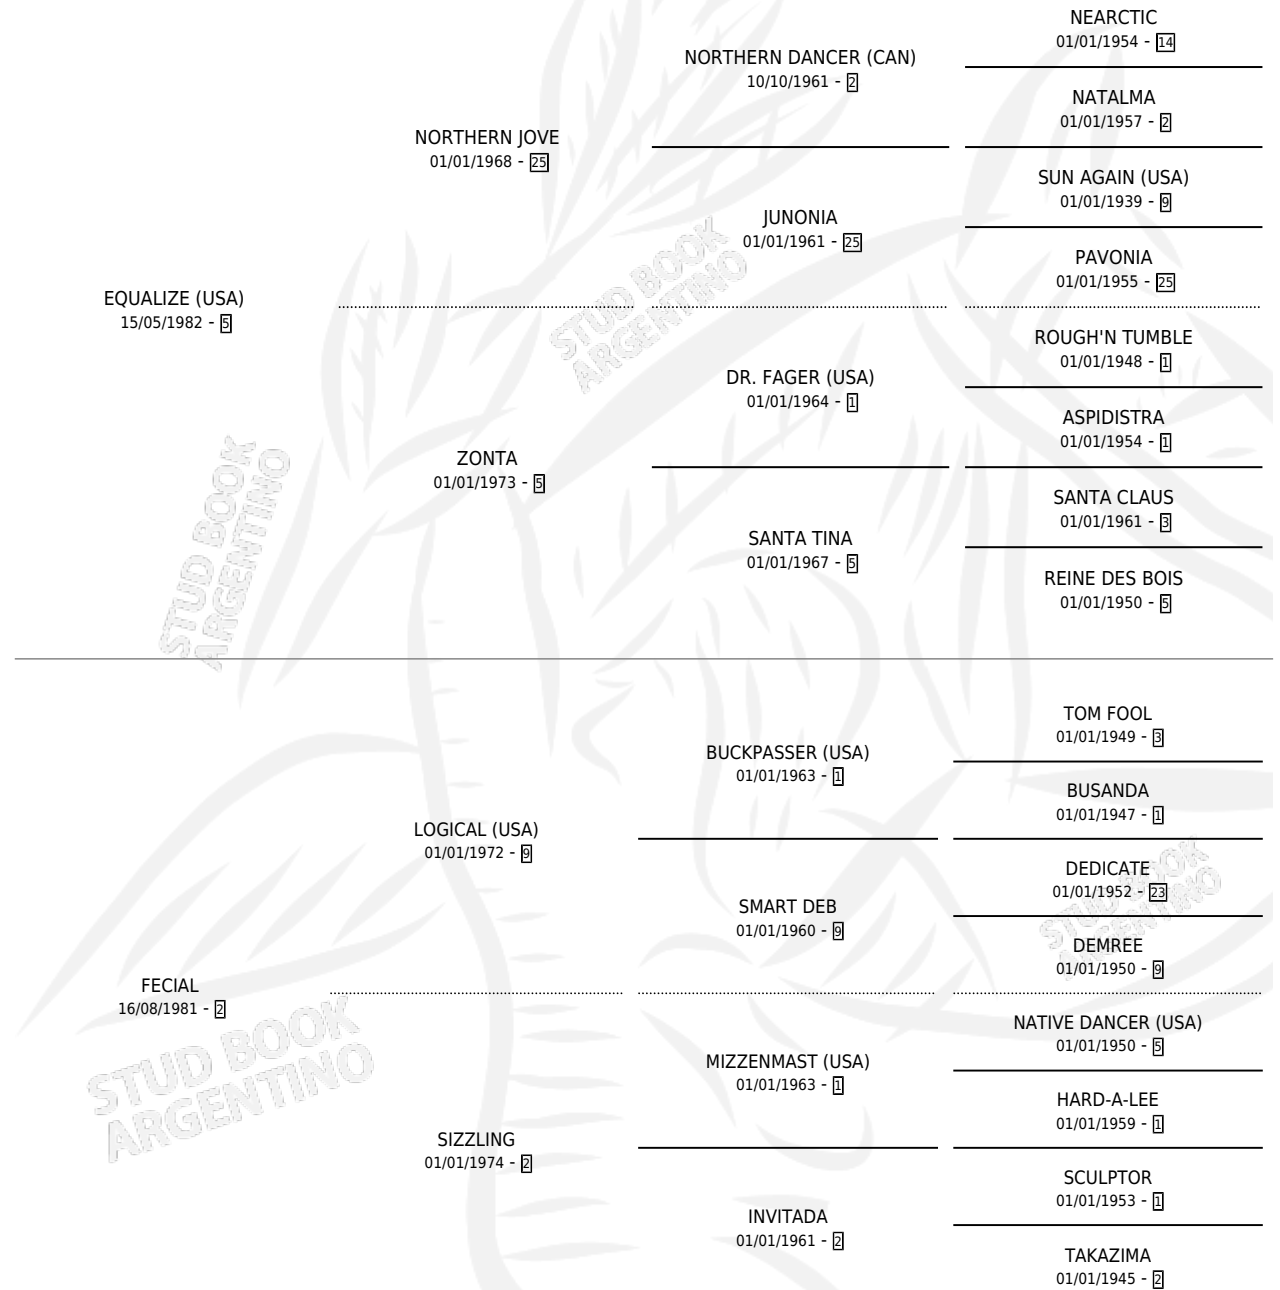 NEARCTIC
01/01/1954 - 14
NORTHERN DANCER (CAN)
10/10/1961 - 2
NATALMA
01/01/1957 - 2
NORTHERN JOVE
01/01/1968 - 25
SUN AGAIN (USA)
01/01/1939 - 9
JUNONIA
01/01/1961 - 25
PAVONIA
01/01/1955 - 25
EQUALIZE (USA)
15/05/1982 - 5
STUD BOOK
ARGENTINO
ROUGH'N TUMBLE
01/01/1948 - 1
DR. FAGER (USA)
01/01/1964 - 1
ASPIDISTRA
01/01/1954 - 1
ZONTA
01/01/1973 - 5
SANTA CLAUS
01/01/1961 - 3
SANTA TINA
01/01/1967 - 5
REINE DES BOIS
01/01/1950 - 5
STUD BOOK
ARGENTINO
TOM FOOL
01/01/1949 - 3
BUCKPASSER (USA)
01/01/1963 - 1
BUSANDA
01/01/1947 - 1
LOGICAL (USA)
01/01/1972 - 9
DEDICATE
01/01/1952 - 23
SMART DEB
01/01/1960 - 9
STUD BOOK
ARGENTINO
DEMREE
01/01/1950 - 9
FECIAL
16/08/1981 - 2
NATIVE DANCER (USA)
01/01/1950 - 5
MIZZENMAST (USA)
01/01/1963 - 1
HARD-A-LEE
01/01/1959 - 1
STUD BOOK
ARGENTINO
SIZZLING
01/01/1974 - 2
SCULPTOR
01/01/1953 - 1
INVITADA
01/01/1961 - 2
TAKAZIMA
01/01/1945 - 2